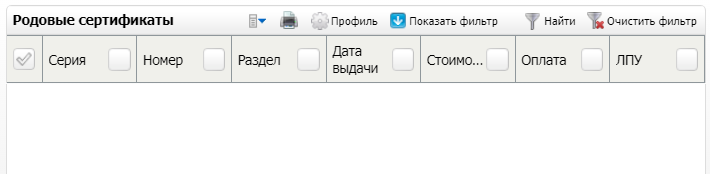 Родовые сертификаты Профиль Показать фильтр Найти Очистить фильтр
Серия Номер Раздел Дата выдачи Стоимо... Оплата ЛПУ